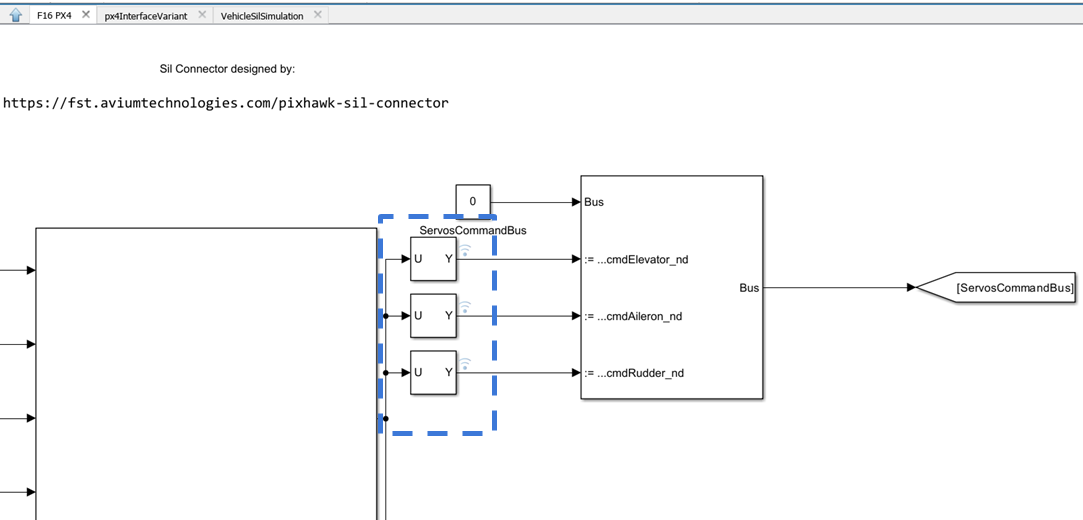 F16 PX4
px4InterfaceVariant
VehicleSilSimulation
Sil Connector designed by:
https://fst.aviumtechnologies.com/pixhawk-sil-connector
0
Bus
ServosCommandBus
U Y
:= ...cmdElevator_nd
Bus
[ServosCommandBus]
U Y
:= ...cmdAileron_nd
U Y
:= ...cmdRudder_nd